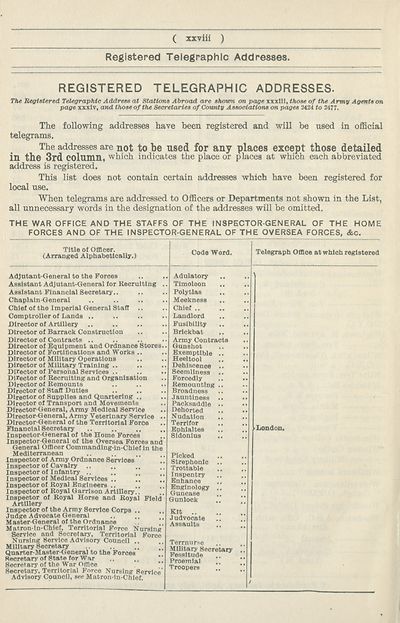 ( xxviii )
Registered Telegraphic Addresses.
REGISTERED TELEGRAPHIC ADDRESSES.
The Registered Telegraphic Address at Stations Abroad are shown on page xxxiii, those of the Army Agents on
page xxxiv, and those of the Secretaries of County Associations on pages 2424 to 2477.
The following addresses have been registered and will be used in official
telegrams.
The addresses are not to be used for any places except those detailed
in the 3rd column, which indicates the place or places at which each abbreviated
address is registered.
This list does not contain certain addresses which have been registered for
local use.
When telegrams are addressed to Officers or Departments not shown in the List,
all unnecessary words in the designation of the addresses will be omitted.
THE WAR OFFICE AND THE STAFFS OF THE INSPECTOR-GENERAL OF THE HOME
FORCES AND OF THE INSPECTOR-GENERAL OF THE OVERSEA FORCES, &c.
Title of Officer. Code Word. Telegraph Office at which registered
(Arranged Alphabetically.)
Adjutant-General to the Forces .. .. Adulatory .. ..
Assistant Adjutant-General for Recruiting .. Timoleon .. ..
Assistant Financial Secretary.. .. .. Polytlas .. ..
Chaplain-General .. .. .. .. Meekness .. ..
Chief of the Imperial General Staff .. .. Chief .. .. ..
Comptroller of Lands .. .. .. .. Landlord .. ..
Director of Artillery .. .. .. .. Fusibility .. ..
Director of Barrack Construction .. .. Brickbat .. ..
Director of Contracts .. .. .. .. Army Contracts
Director of Equipment and Ordnance Stores.. Gunshot .. ..
Director of Fortifications and Works .. .. Exemptible .. ..
Director of Military Operations .. .. Heeltool .. ..
Director of Military Training .. .. .. Dehiscence .. ..
Director of Personal Services .. .. .. Seemliness .. ..
Director of Recruiting and Organisation .. Forcedly .. ..
Director of Remounts .. .. .. Remounting .. ..
Director of Staff Duties .. .. .. Broadness .. ..
Director of Supplies and Quartering .. .. Jauntiness .. ..
Director of Transport and Movements .. Packsaddle .. ..
Director-General, Army Medical Service .. Dehorted .. ..
Director-General, Army Veterinary Service .. Nudation .. ..
Director-General of the Territorial Force .. Territor .. ..
Financial Secretary .. .. .. .. Ephialtes .. .. London.
Inspector-General of the Home Forces .. Sidonius .. ..
Inspector-General of the Oversea Forces and
General Officer Commanding-in-Chief in the
Mediterranean .. .. .. .. Picked .. ..
Inspector of Army Ordnance Services .. Strephonic .. ..
Inspector of Cavalry .. .. .. .. Trottable .. ..
Inspector of Infantry .. .. .. .. Inspentry .. ..
Inspector of Medical Services .. .. .. Enhance .. ..
Inspector of Royal Engineers .. .. .. Enginology .. ..
Inspector of Royal Garrison Artillery.. .. Guncase .. ..
Inspector of Royal Horse and Royal Field Gunlock .. ..
Artillery .. .. .. ..
Inspector of the Army Service Corps .. .. Kit .. ..
Judge Advocate General .. .. .. Judvocate .. ..
Master-General of the Ordnance .. .. Assaults .. ..
Matron-in-Chief, Territorial Force Nursing
Service and Secretary, Territorial Force
Nursing Service Advisory Council .. .. Terrnurse .. ..
Military Secretary .. .. .. .. Military Secretary ..
Quarter-Master-General to the Forces .. Fessitude .. ..
Secretary of State for War .. .. .. Proemial .. ..
Secretary of the War Office .. .. .. Troopers .. ..
Secretary, Territorial Force Nursing Service
Advisory Council, see Matron-in-Chief.